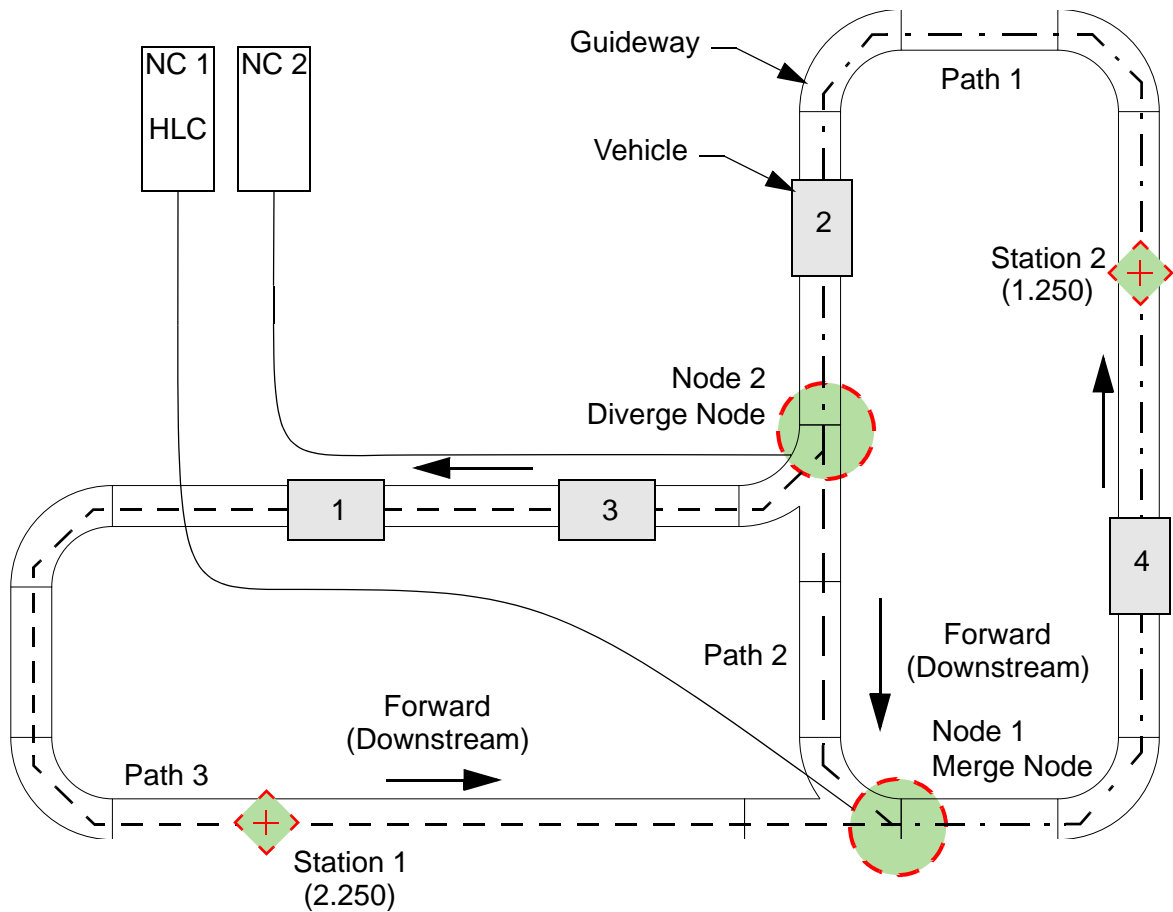 Guideway
NC 1
HLC
NC 2
Path 1
Vehicle
2
Station 2
(1.250)
Node 2
Diverge Node
1
3
4
Path 2
Forward
(Downstream)
Forward
(Downstream)
Node 1
Merge Node
Path 3
Station 1
(2.250)